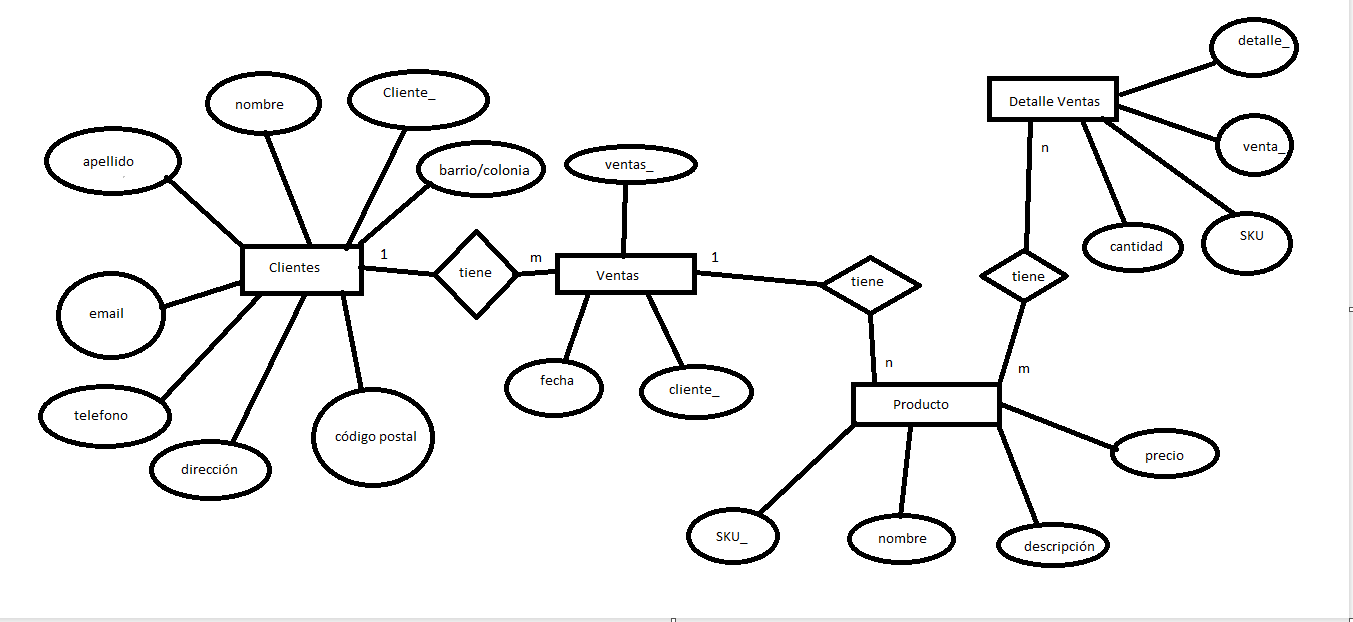 detalle_
Detalle Ventas
nombre
Cliente_
apellido
barrio/colonia
ventas_
n
venta_
SKU
cantidad
Clientes
1
tiene
m
Ventas
1
tiene
tiene
email
n
m
fecha
cliente_
Producto
telefono
dirección
código postal
precio
SKU_
nombre
descripción